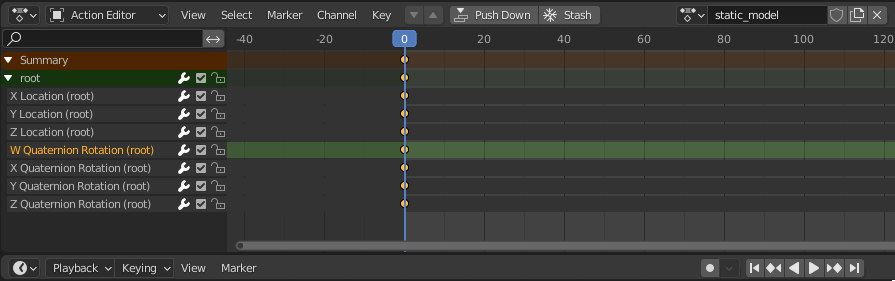 Action Editor View Select Marker Channel Key Push Down Stash static_model
-40 -20 0 20 40 60 80 100 120
Summary
root
X Location (root)
Y Location (root)
Z Location (root)
W Quaternion Rotation (root)
X Quaternion Rotation (root)
Y Quaternion Rotation (root)
Z Quaternion Rotation (root)
Playback Keying View Marker